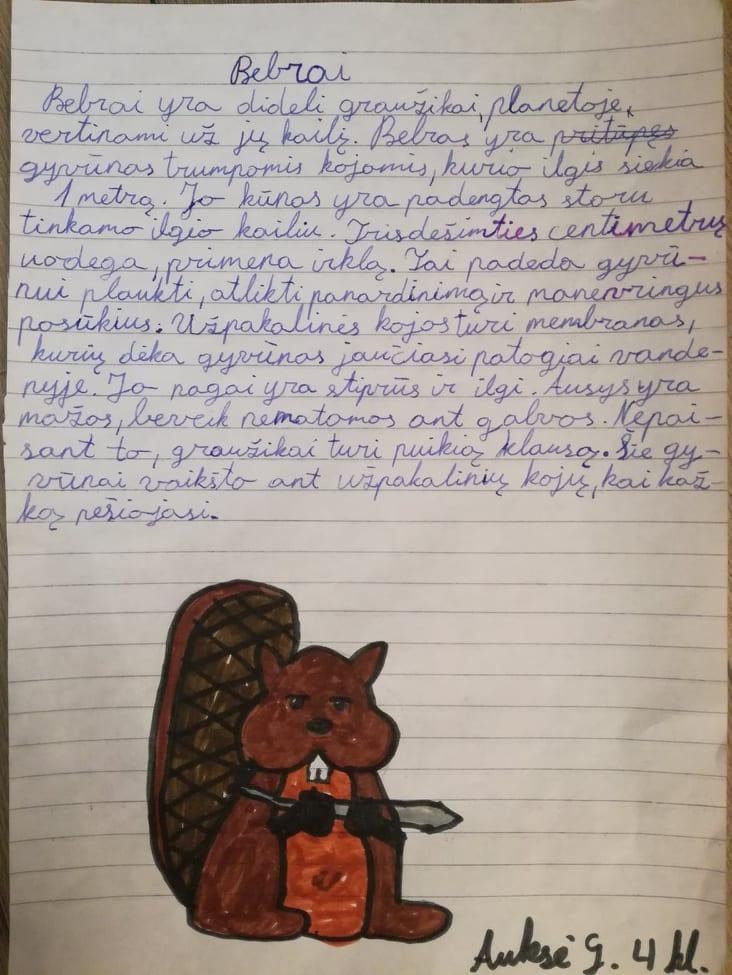 Bebrai
Bebrai yra dideli graužikai, planetoje,
vertinami už jų kailį. Bebras yra pritūpęs
gyvūnas trumpomis kojomis, kurio ilgis siekia
1 metrą. Jo kūnas yra padengtas storu
tinkamo ilgio kailiu. Trisdešimties centimetrų
uodega, primena irklą. Jai padeda gyvū-
nui plaukti, atlikti panardinimą ir manevringus
posūkius. Užpakalinės kojos turi membranas,
kurių dėka gyvūnas jaučiasi patogiai vande-
nyje. Jo nagai yra stiprūs ir ilgi. Ausys yra
mažos, beveik nematomos ant galvos. Nepai-
sant to, graužikai turi puikią klausą. Šie gy-
vūnai vaikšto ant užpakalinių kojų, kai kaž-
ką nešiojasi.
Auksė G. 4 kl.